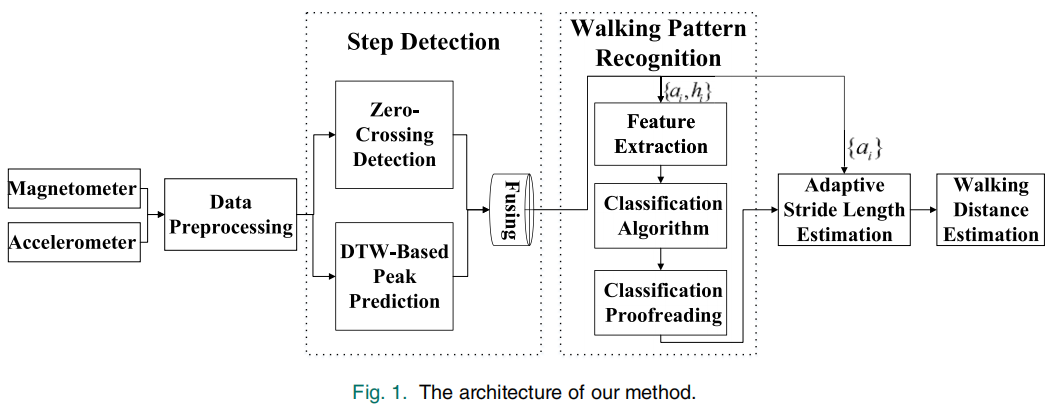 Step Detection
Walking Pattern
Recognition
Magnetometer
Accelerometer
Data
Preprocessing
Zero-
Crossing
Detection
DTW-Based
Peak
Prediction
Fusing
{a_i, h_i}
Feature
Extraction
Classification
Algorithm
Classification
Proofreading
{a_i}
Adaptive
Stride Length
Estimation
Walking
Distance
Estimation
Fig. 1. The architecture of our method.